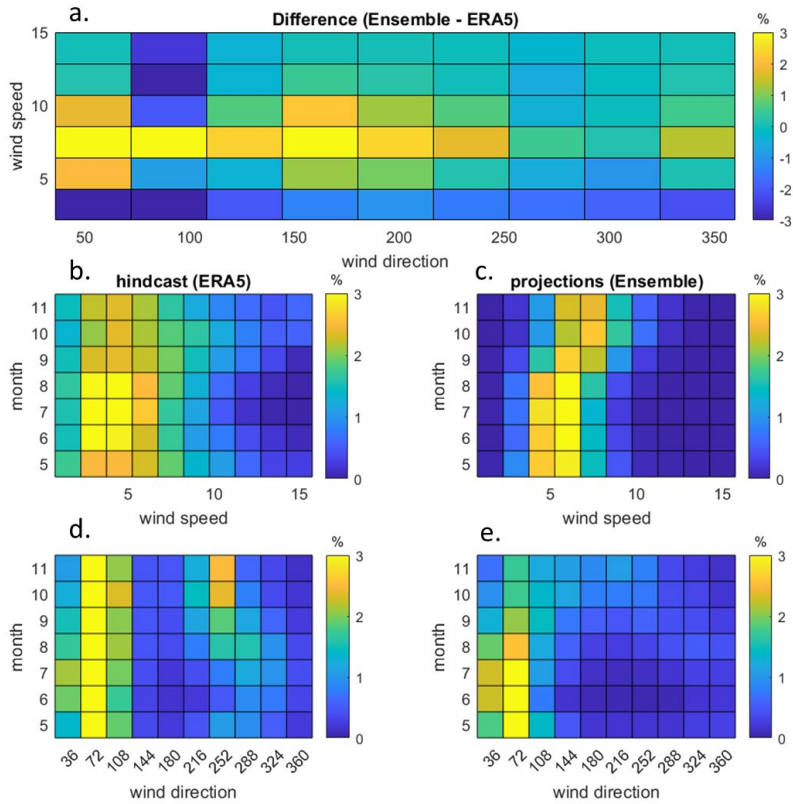 a.
Difference (Ensemble - ERA5)
%
15
10
5
wind speed
50 100 150 200 250 300 350
wind direction
3
2
1
0
-1
-2
-3
b.
hindcast (ERA5)
%
11
10
9
8
7
6
5
month
5 10 15
wind speed
3
2
1
0
c.
projections (Ensemble)
%
11
10
9
8
7
6
5
month
5 10 15
wind speed
3
2
1
0
d.
%
11
10
9
8
7
6
5
month
36 72 108 144 180 216 252 288 324 360
wind direction
3
2
1
0
e.
%
11
10
9
8
7
6
5
month
36 72 108 144 180 216 252 288 324 360
wind direction
3
2
1
0